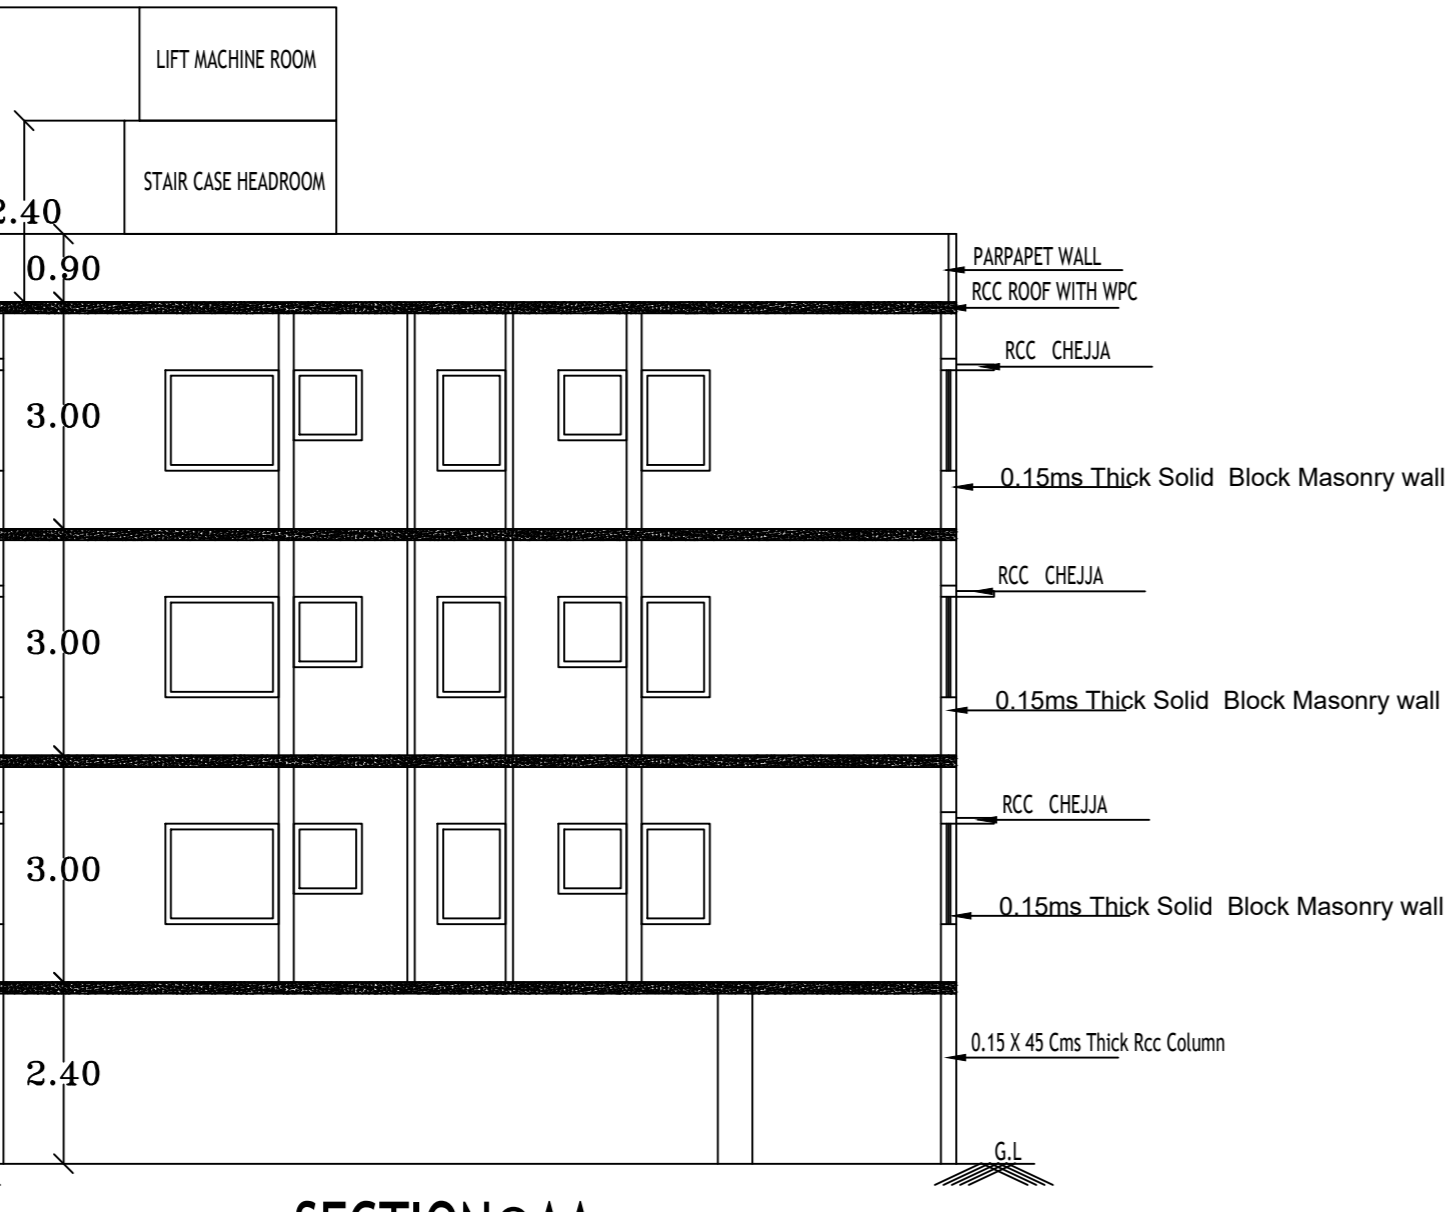 LIFT MACHINE ROOM
STAIR CASE HEADROOM
2.40
0.90
PARPAPET WALL
RCC ROOF WITH WPC
RCC CHEJJA
3.00
0.15ms Thick Solid Block Masonry wall
RCC CHEJJA
3.00
0.15ms Thick Solid Block Masonry wall
RCC CHEJJA
3.00
0.15ms Thick Solid Block Masonry wall
0.15 X 45 Cms Thick Rcc Column
2.40
G.L
SECTION@AA